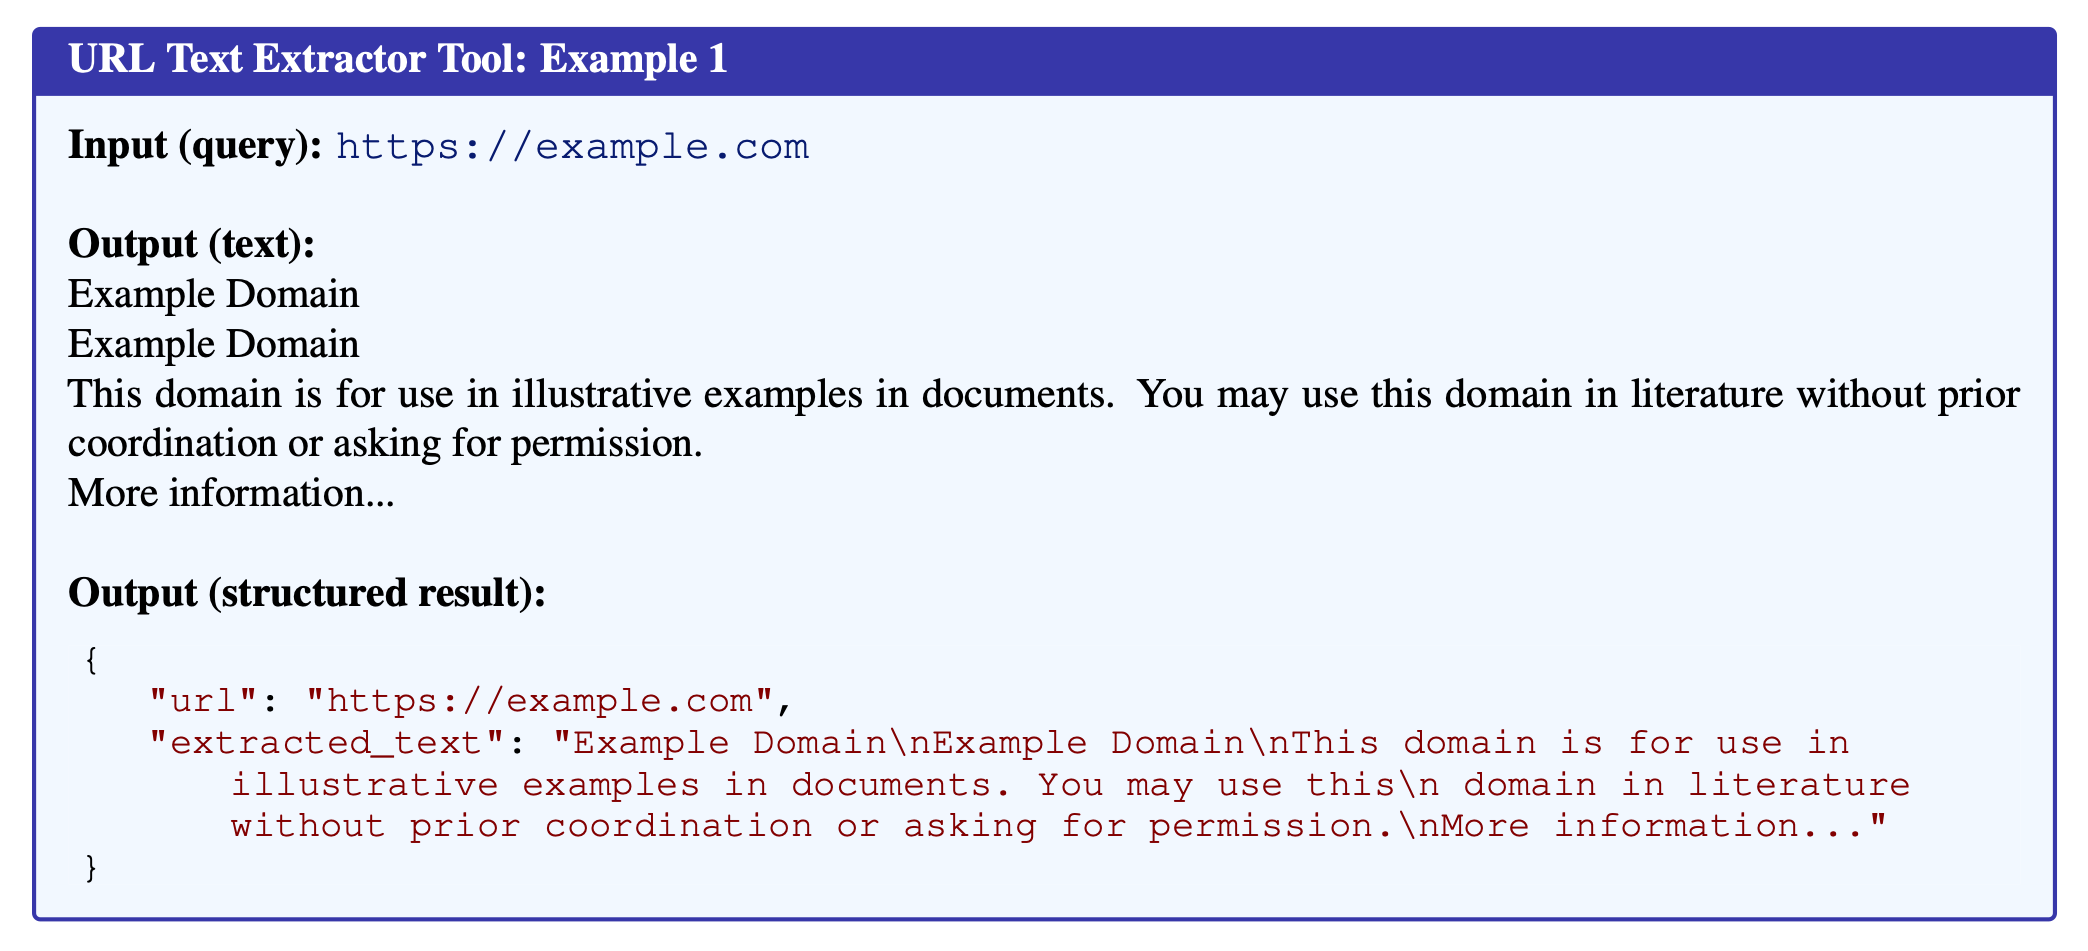 URL Text Extractor Tool: Example 1
Input (query): https://example.com
Output (text):
Example Domain
Example Domain
This domain is for use in illustrative examples in documents. You may use this domain in literature without prior
coordination or asking for permission.
More information...
Output (structured result):
{
"url": "https://example.com",
"extracted_text": "Example Domain\nExample Domain\nThis domain is for use in
illustrative examples in documents. You may use this\n domain in literature
without prior coordination or asking for permission.\nMore information..."
}